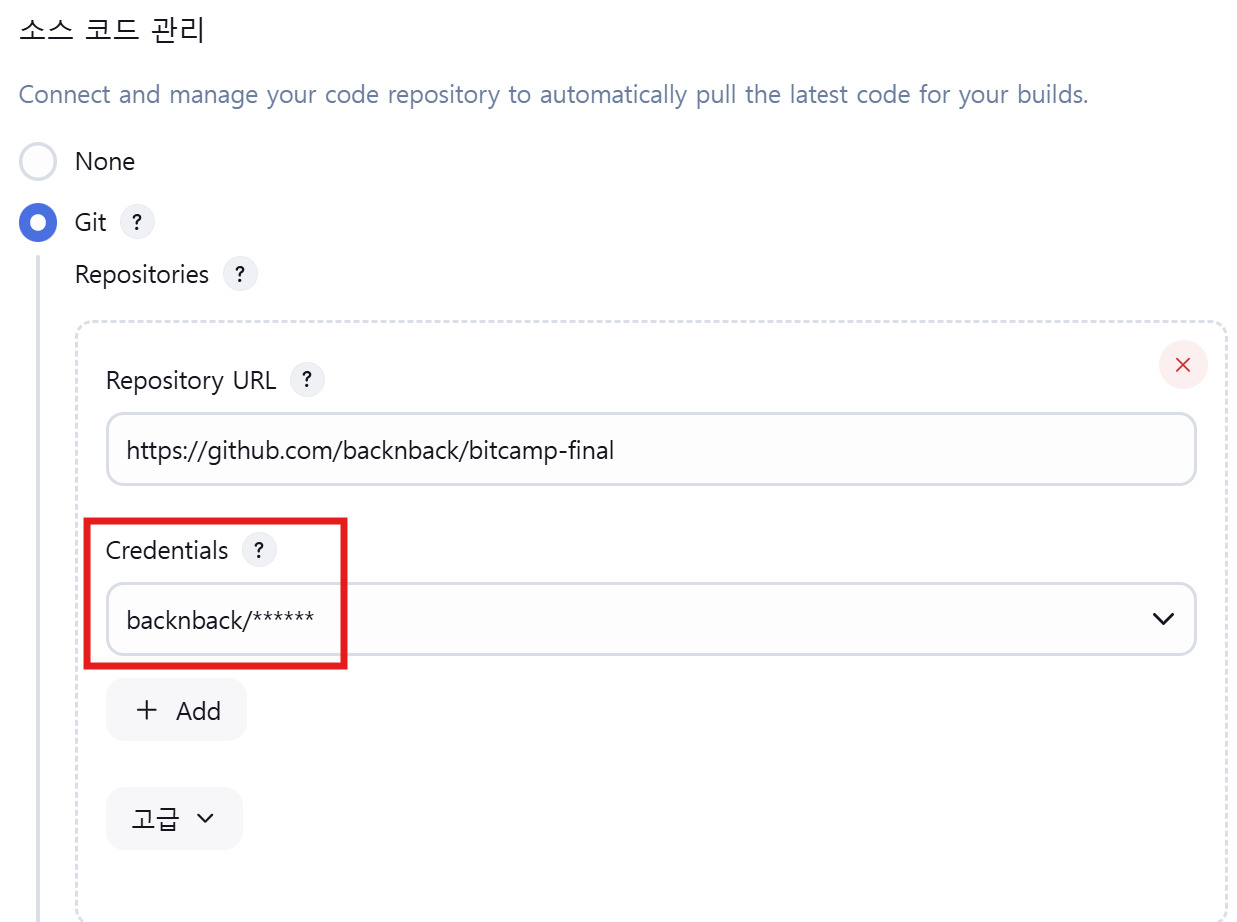 소스 코드 관리
Connect and manage your code repository to automatically pull the latest code for your builds.
None
Git ?
Repositories ?
Repository URL ?
https://github.com/backnback/bitcamp-final
Credentials ?
backnback/******
+ Add
고급